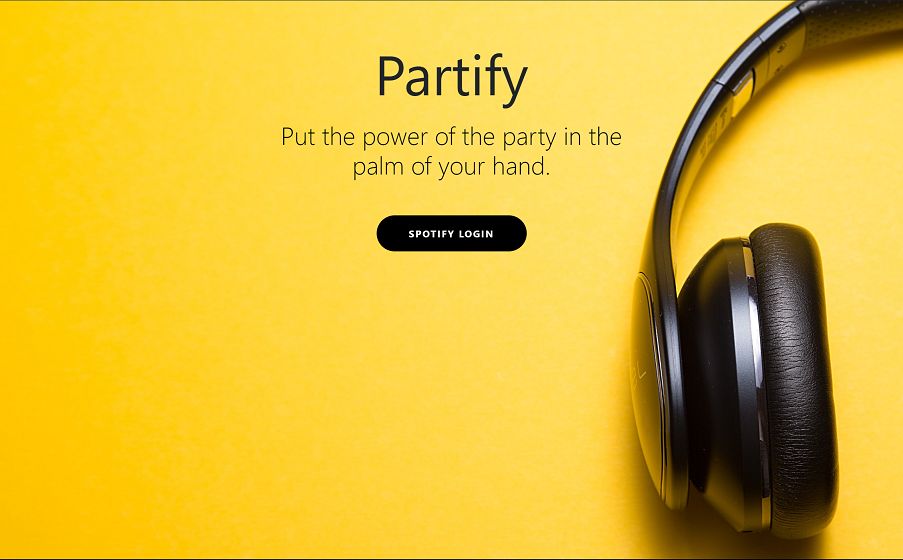 Partify
Put the power of the party in the
palm of your hand.
SPOTIFY LOGIN